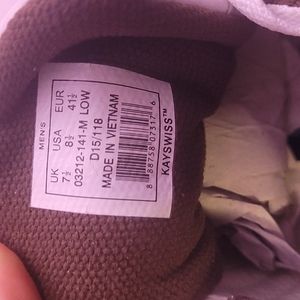 MENS
UK USA EUR
7½ 8½ 41½
03212-141-M LOW
D15/118
MADE IN VIETNAM
KAYSWISS™